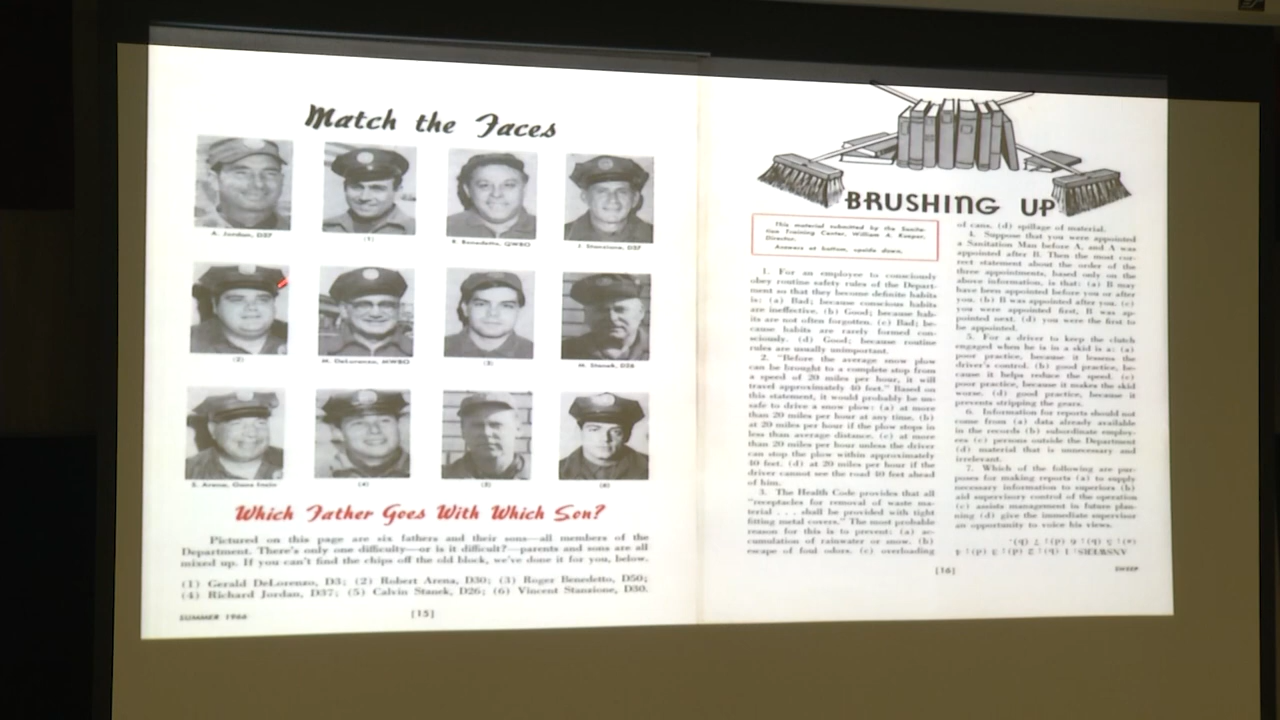 Match the Faces
A. Jordan, D37
(1)
R. Benedetto, QWBO
J. Stanzione, D37
(2)
M. DeLorenzo, MWBO
(3)
M. Stanek, D26
S. Arena,
(4)
(5)
(6)
Which Father Goes With Which Son?
Pictured on this page are six fathers and their sons—all members of the
Department. There's only one difficulty—or is it difficult?—parents and sons are all
mixed up. If you can't find the chips off the old block, we've done it for you, below.
(1) Gerald DeLorenzo, D3; (2) Robert Arena, D30; (3) Roger Benedetto, D50;
(4) Richard Jordan, D37; (5) Calvin Stanek, D26; (6) Vincent Stanzione, D30.
SUMMER 1966
[15]
BRUSHING UP
This material submitted by the Sanita-
tion Training Center, William A. Kasper,
Director.
Answers at bottom, upside down.
1. For an employee to consciously
obey routine safety rules of the Depart-
ment so that they become definite habits
is: (a) Bad; because conscious habits
are ineffective. (b) Good; because hab-
its are not often forgotten. (c) Bad; be-
cause habits are rarely formed con-
sciously. (d) Good; because routine
rules are usually unimportant.
2. "Before the average snow plow
can be brought to a complete stop from
a speed of 20 miles per hour, it will
travel approximately 40 feet." Based on
this statement, it would probably be un-
safe to drive a snow plow: (a) at more
than 20 miles per hour at any time. (b)
at 20 miles per hour if the plow stops in
less than average distance. (c) at more
than 20 miles per hour unless the driver
can stop the plow within approximately
40 feet. (d) at 20 miles per hour if the
driver cannot see the road 40 feet ahead
of him.
3. The Health Code provides that all
"receptacles for removal of waste ma-
terial . . . shall be provided with tight
fitting metal covers." The most probable
reason for this is to prevent: (a) ac-
cumulation of rainwater or snow. (b)
escape of foul odors. (c) overloading
of cans. (d) spillage of material.
4. Suppose that you were appointed
a Sanitation Man before A, and A was
appointed after B. Then the most cor-
rect statement about the order of the
three appointments, based only on the
above information, is that: (a) B may
have been appointed before you or after
you. (b) B was appointed after you. (c)
you were appointed first, B was ap-
pointed next. (d) you were the first to
be appointed.
5. For a driver to keep the clutch
engaged when he is in a skid is a: (a)
poor practice, because it lessens the
driver's control. (b) good practice, be-
cause it helps reduce the speed. (c)
poor practice, because it makes the skid
worse. (d) good practice, because it
prevents stripping the gears.
6. Information for reports should not
come from (a) data already available
in the records (b) subordinate employ-
ees (c) persons outside the Department
(d) material that is unnecessary and
irrelevant.
7. Which of the following are pur-
poses for making reports (a) to supply
necessary information to superiors (b)
aid supervisory control of the operation
(c) assists management in future plan-
ning (d) give the immediate supervisor
an opportunity to voice his views.
ANSWERS: 1 (b); 2 (d); 3 (d); 4
(a); 5 (b); 6 (d); 7 (b).
[16]
SWEEP